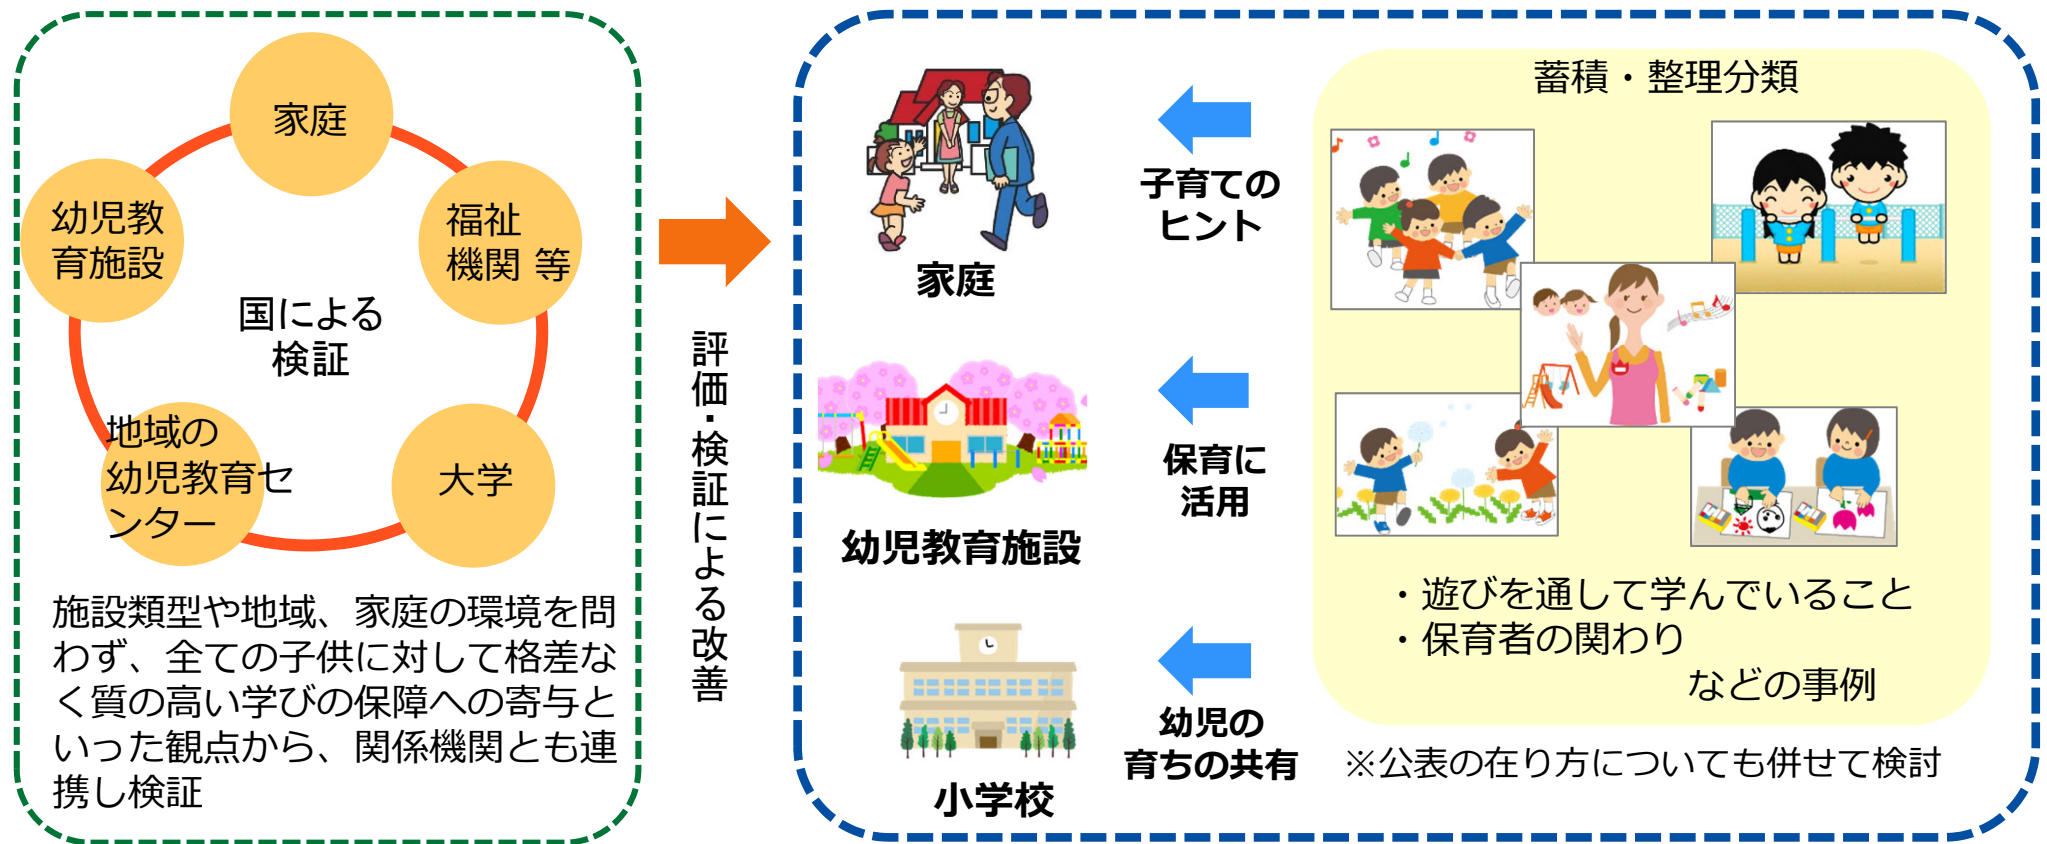 家庭
幼児教
育施設
福祉
機関 等
国による
検証
地域の
幼児教育セ
ンター
大学
施設類型や地域、家庭の環境を問
わず、全ての子供に対して格差な
く質の高い学びの保障への寄与と
いった観点から、関係機関とも連
携し検証
評価・検証による改善
家庭
幼児教育施設
小学校
子育ての
ヒント
保育に
活用
幼児の
育ちの共有
蓄積・整理分類
・遊びを通して学んでいること
・保育者の関わり
などの事例
※公表の在り方についても併せて検討